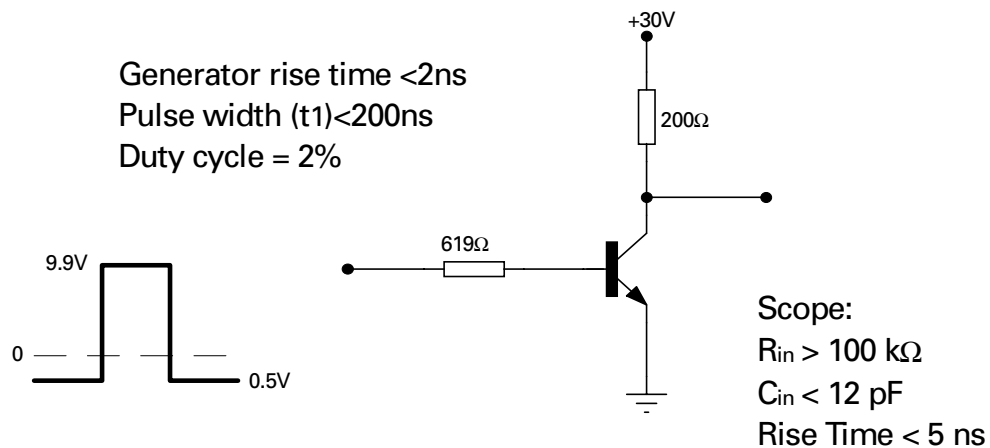 +30V
Generator rise time <2ns
Pulse width (t1)<200ns
Duty cycle = 2%
200Ω
619Ω
9.9V
0
0.5V
Scope:
Rin > 100 kΩ
Cin < 12 pF
Rise Time < 5 ns